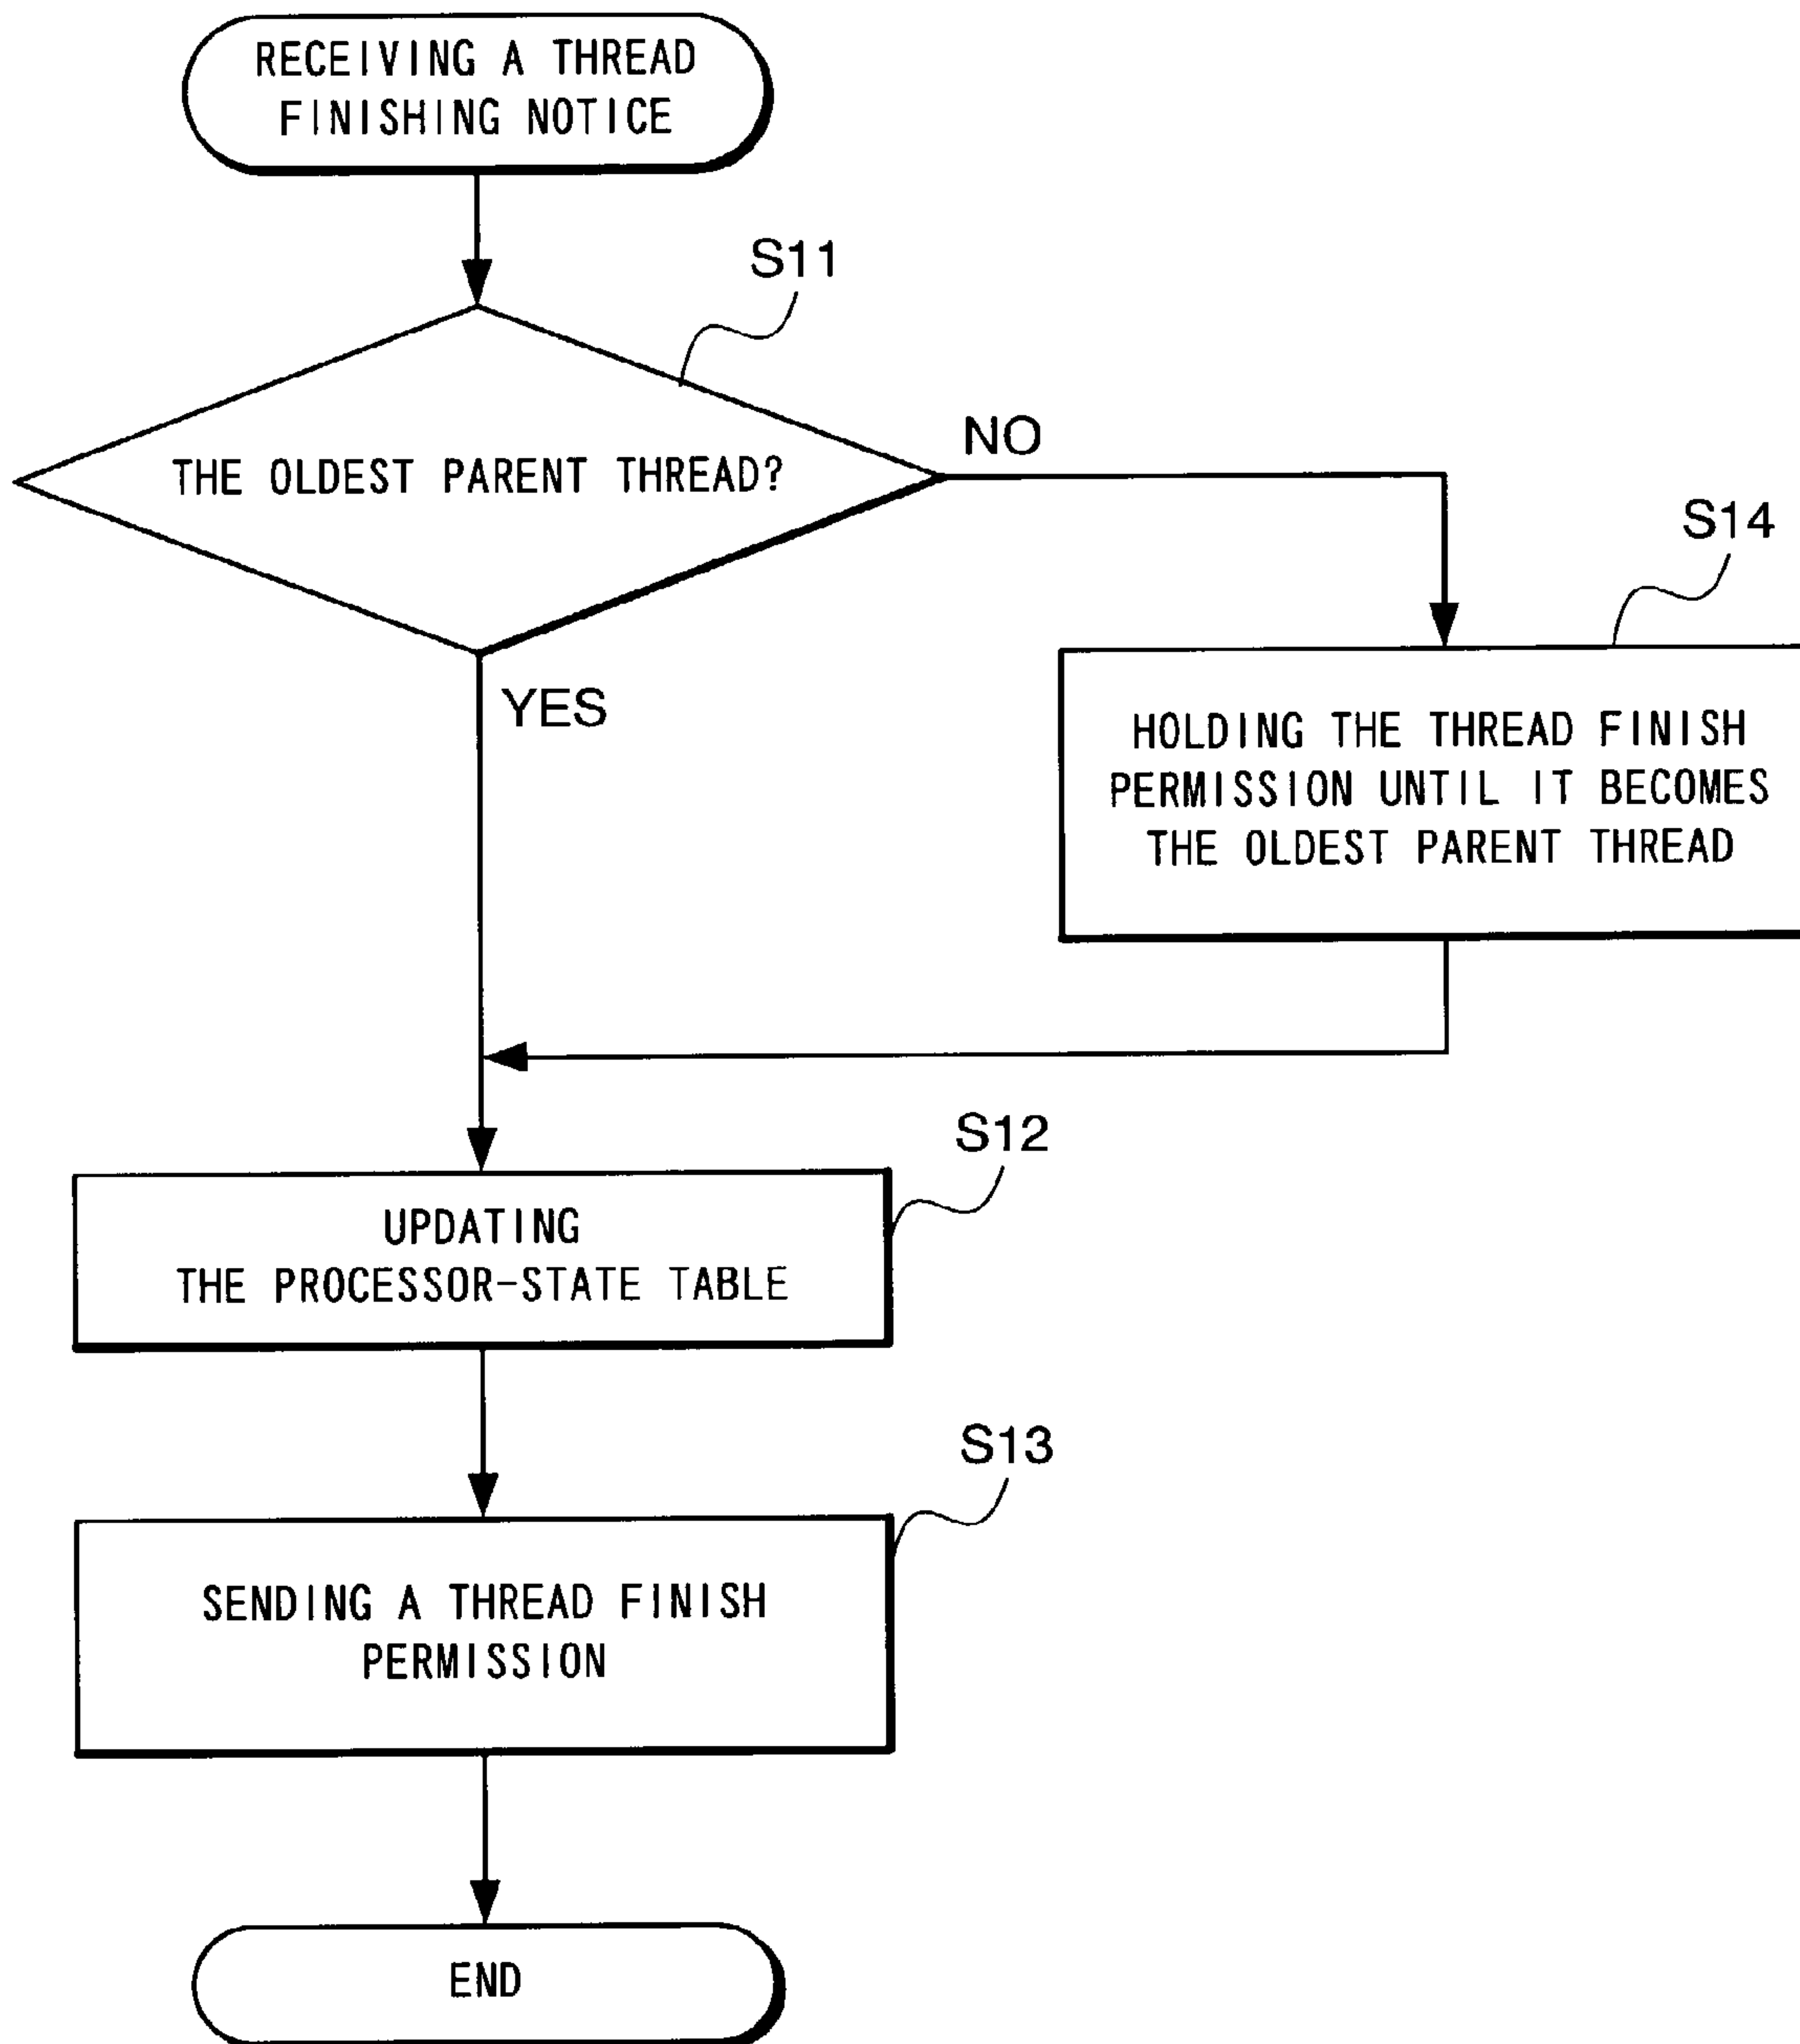 RECEIVING A THREAD
FINISHING NOTICE
S11
THE OLDEST PARENT THREAD?
NO
S14
YES
HOLDING THE THREAD FINISH
PERMISSION UNTIL IT BECOMES
THE OLDEST PARENT THREAD
S12
UPDATING
THE PROCESSOR-STATE TABLE
S13
SENDING A THREAD FINISH
PERMISSION
END